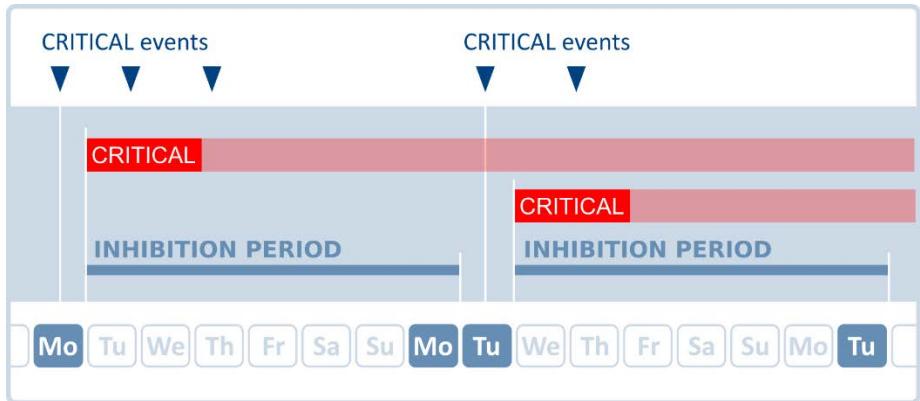 CRITICAL events CRITICAL events
CRITICAL
CRITICAL
INHIBITION PERIOD INHIBITION PERIOD
Mo Tu We Th Fr Sa Su Mo Tu We Th Fr Sa Su Mo Tu